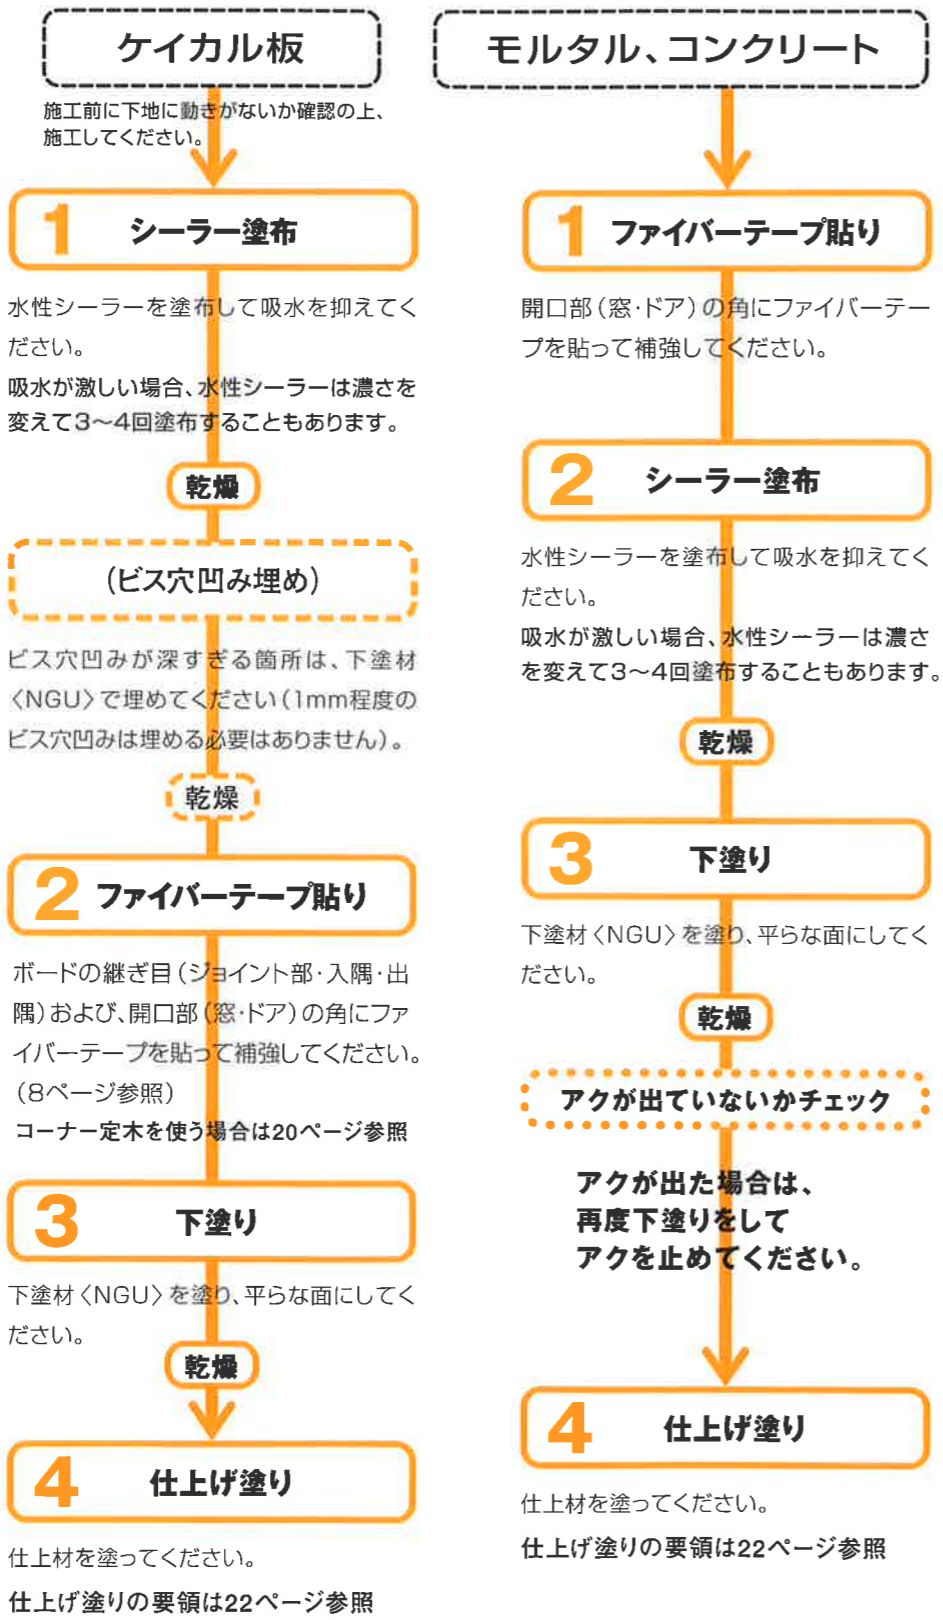 ケイカル板
施工前に下地に動きがないか確認の上、
施工してください。
1 シーラー塗布
水性シーラーを塗布して吸水を抑えてく
ださい。
吸水が激しい場合、水性シーラーは濃さを
変えて3〜4回塗布することもあります。
乾燥
(ビス穴凹み埋め)
ビス穴凹みが深すぎる箇所は、下塗材
〈NGU〉で埋めてください(1mm程度の
ビス穴凹みは埋める必要はありません)。
乾燥
2 ファイバーテープ貼り
ボードの継ぎ目(ジョイント部・入隅・出
隅)および、開口部(窓・ドア)の角にファ
イバーテープを貼って補強してください。
(8ページ参照)
コーナー定木を使う場合は20ページ参照
3 下塗り
下塗材〈NGU〉を塗り、平らな面にしてく
ださい。
乾燥
4 仕上げ塗り
仕上材を塗ってください。
仕上げ塗りの要領は22ページ参照
モルタル、コンクリート
1 ファイバーテープ貼り
開口部(窓・ドア)の角にファイバーテー
プを貼って補強してください。
2 シーラー塗布
水性シーラーを塗布して吸水を抑えてく
ださい。
吸水が激しい場合、水性シーラーは濃さ
を変えて3〜4回塗布することもあります。
乾燥
3 下塗り
下塗材〈NGU〉を塗り、平らな面にしてく
ださい。
乾燥
アクが出ていないかチェック
アクが出た場合は、
再度下塗りをして
アクを止めてください。
4 仕上げ塗り
仕上材を塗ってください。
仕上げ塗りの要領は22ページ参照